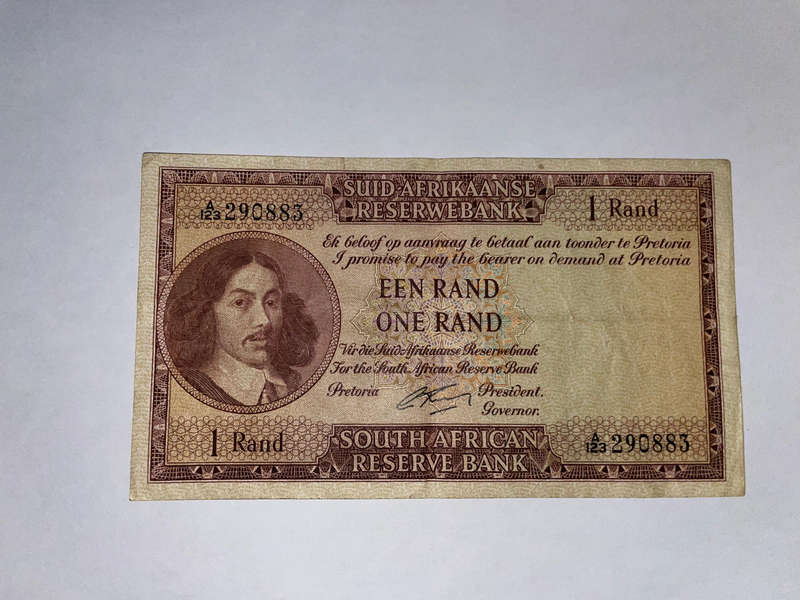 SUID-AFRIKAANSE
RESERWEBANK
A/123 290883
1 Rand
Ek beloof op aanvraag te betaal aan toonder te Pretoria
I promise to pay the bearer on demand at Pretoria
EEN RAND
ONE RAND
Vir die Suid-Afrikaanse Reserwebank
For the South African Reserve Bank
Pretoria President.
Governor.
1 Rand
SOUTH AFRICAN
RESERVE BANK
A/123 290883